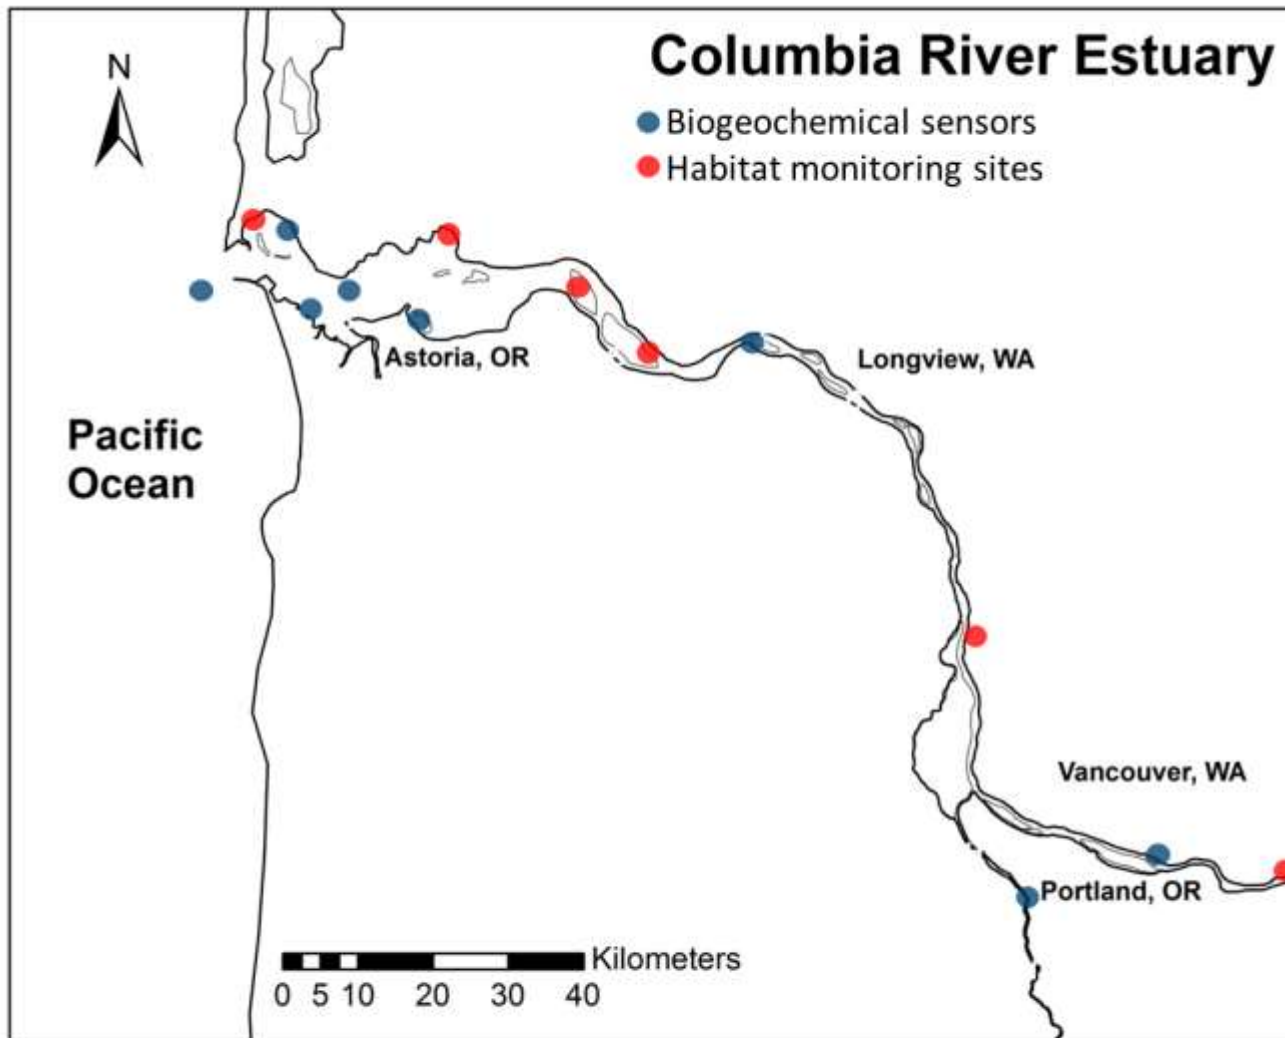 Columbia River Estuary
N
Biogeochemical sensors
Habitat monitoring sites
Astoria, OR
Longview, WA
Pacific
Ocean
Vancouver, WA
Portland, OR
Kilometers
0 5 10 20 30 40